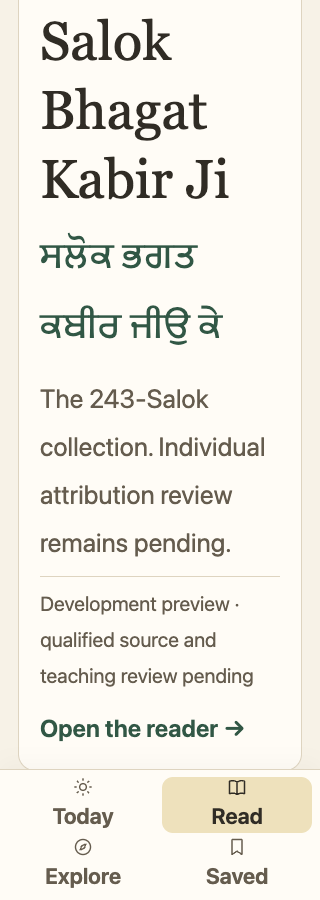 Salok
Bhagat
Kabir Ji
ਸਲੋਕ ਭਗਤ
ਕਬੀਰ ਜੀਉ ਕੇ
The 243-Salok
collection. Individual
attribution review
remains pending.
Development preview ·
qualified source and
teaching review pending
Open the reader →
Today
Read
Explore
Saved